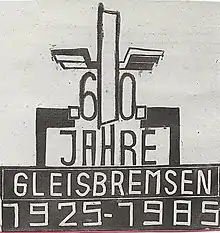 60.
JAHRE
GLEISBREMSEN
1925-1985